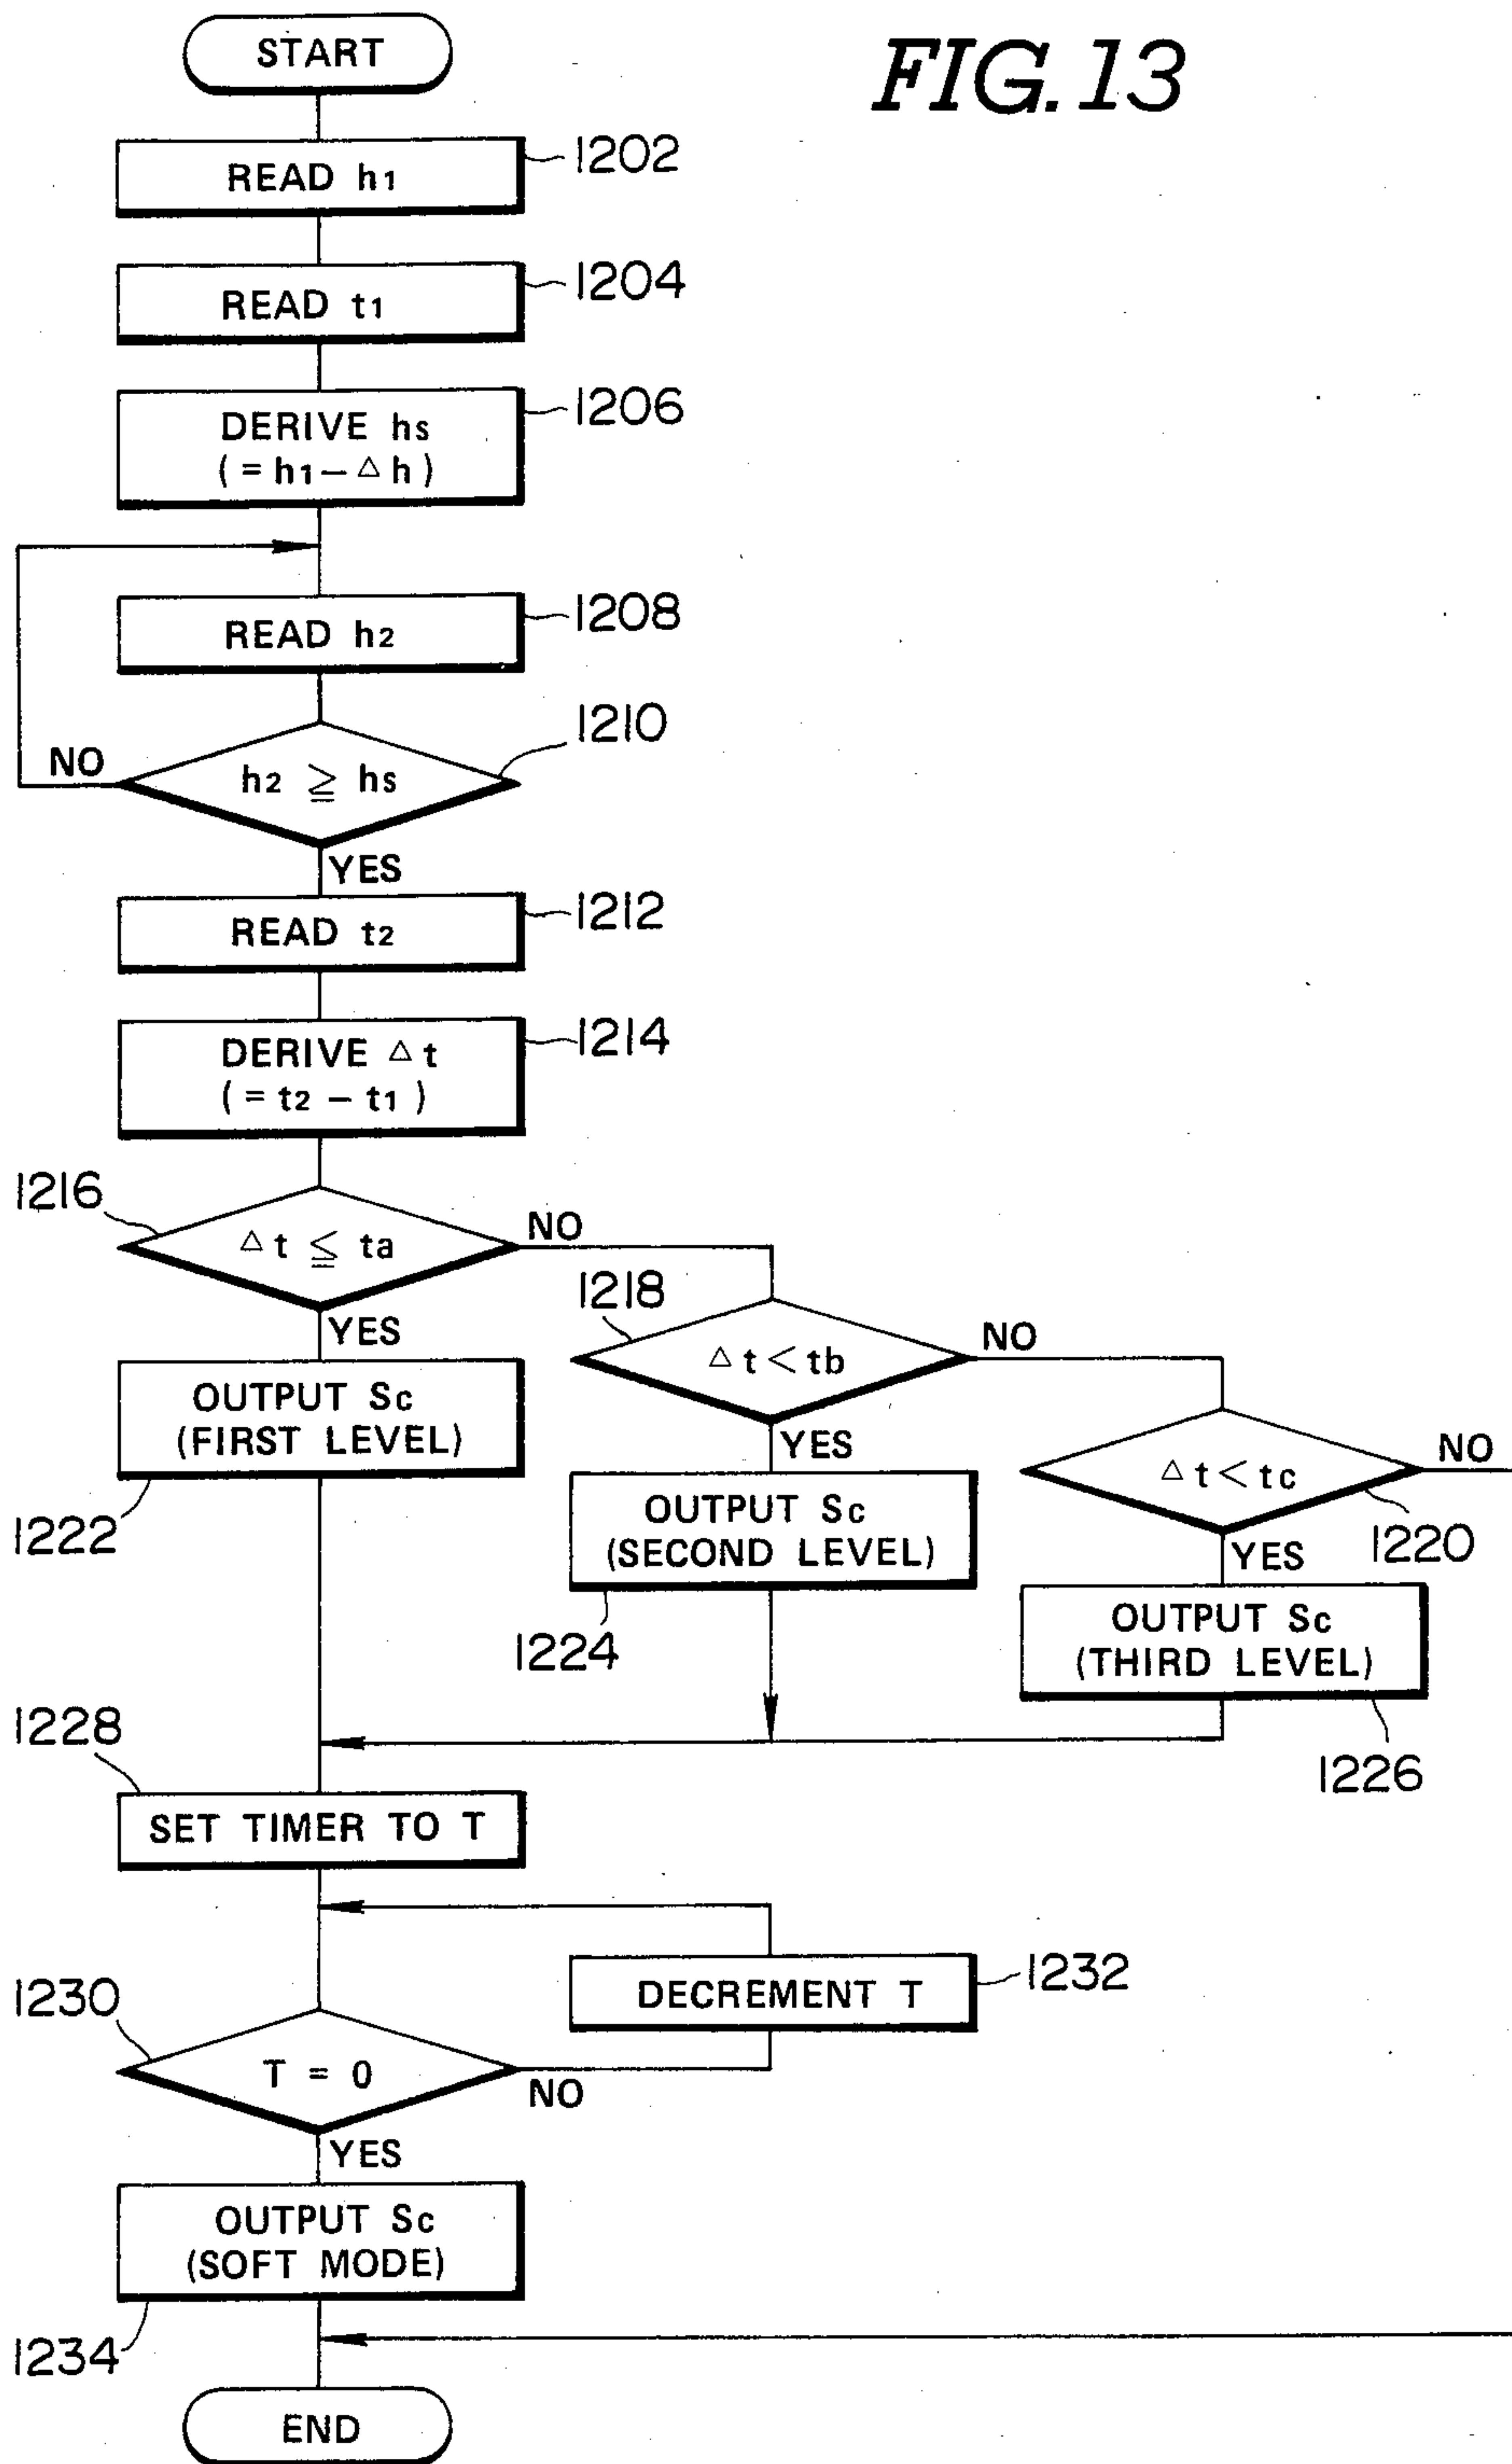 FIG. 13
START
READ h1
1202
READ t1
1204
DERIVE hs
(= h1 − △h)
1206
READ h2
1208
1210
NO
h2 ≧ hs
YES
READ t2
1212
DERIVE △t
(= t2 − t1)
1214
1216
△t ≦ ta
NO
YES
1218
△t < tb
NO
YES
△t < tc
NO
1220
YES
OUTPUT Sc
(FIRST LEVEL)
1222
OUTPUT Sc
(SECOND LEVEL)
1224
OUTPUT Sc
(THIRD LEVEL)
1226
1228
SET TIMER TO T
DECREMENT T
1232
1230
T = 0
NO
YES
OUTPUT Sc
(SOFT MODE)
1234
END